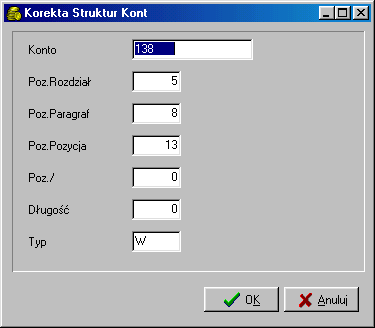 Korekta Struktur Kont
Konto 138
Poz.Rozdział 5
Poz.Paragraf 8
Poz.Pozycja 13
Poz./ 0
Długość 0
Typ W
OK Anuluj